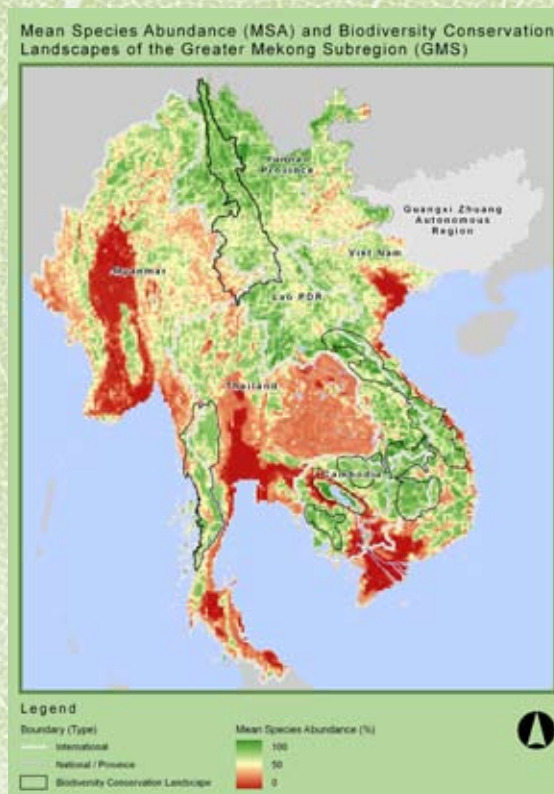 Mean Species Abundance (MSA) and Biodiversity Conservation
Landscapes of the Greater Mekong Subregion (GMS)
Yunnan
Province
Guangxi Zhuang
Autonomous
Region
Viet Nam
Myanmar
Lao PDR
Thailand
Cambodia
Legend
Boundary (Type)
International
National / Province
Biodiversity Conservation Landscape
Mean Species Abundance (%)
100
50
0